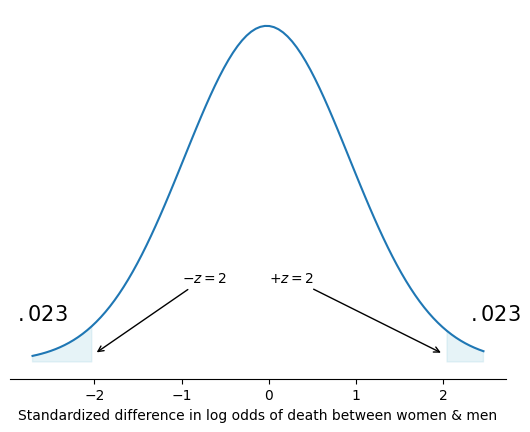 −z = 2
+z = 2
.023
.023
−2
−1
0
1
2
Standardized difference in log odds of death between women & men